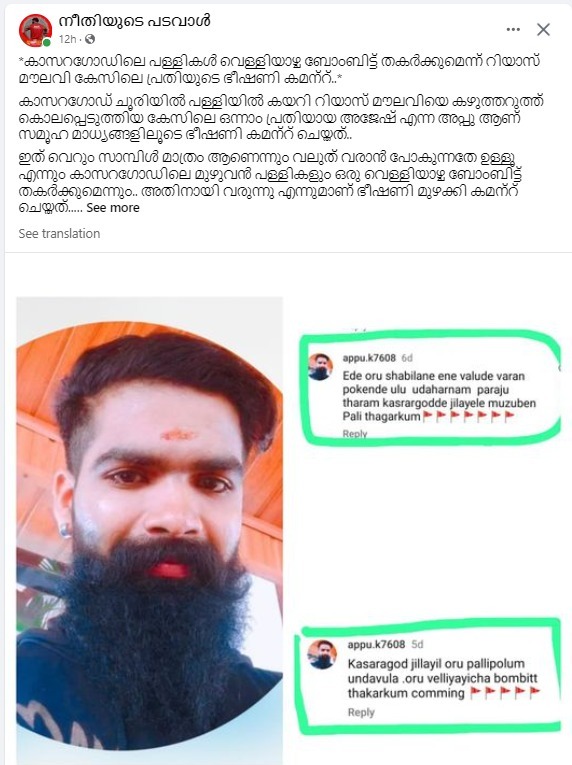 നീതിയുടെ പടവാൾ
12h ·
*കാസറഗോഡിലെ പള്ളികൾ വെള്ളിയാഴ്ച ബോംബിട്ട് തകർക്കുമെന്ന് റിയാസ്
മൗലവി കേസിലെ പ്രതിയുടെ ഭീഷണി കമന്റ്..*
കാസറഗോഡ് ചൂരിയിൽ പള്ളിയിൽ കയറി റിയാസ് മൗലവിയെ കഴുത്തറുത്ത്
കൊലപ്പെടുത്തിയ കേസിലെ ഒന്നാം പ്രതിയായ അജേഷ് എന്ന അപ്പു ആണ്
സമൂഹ മാധ്യങ്ങളിലൂടെ ഭീഷണി കമന്റ് ചെയ്തത്..
ഇത് വെറും സാമ്പിൾ മാത്രം ആണെന്നും വലുത് വരാൻ പോകുന്നതേ ഉള്ളൂ
എന്നും കാസറഗോഡിലെ മുഴുവൻ പള്ളികളും ഒരു വെള്ളിയാഴ്ച ബോംബിട്ട്
തകർക്കുമെന്നും.. അതിനായി വരുന്നു എന്നുമാണ് ഭീഷണി മുഴക്കി കമന്റ്
ചെയ്തത്..... See more
See translation
appu.k7608 6d
Ede oru shabilane ene valude varan
pokende ulu udaharnam paraju
tharam kasrargodde jilayele muzuben
Pali thagarkum🚩🚩🚩🚩🚩🚩🚩
Reply
appu.k7608 5d
Kasaragod jillayil oru pallipolum
undavula .oru velliyayicha bombitt
thakarkum comming 🚩🚩🚩🚩🚩
Reply